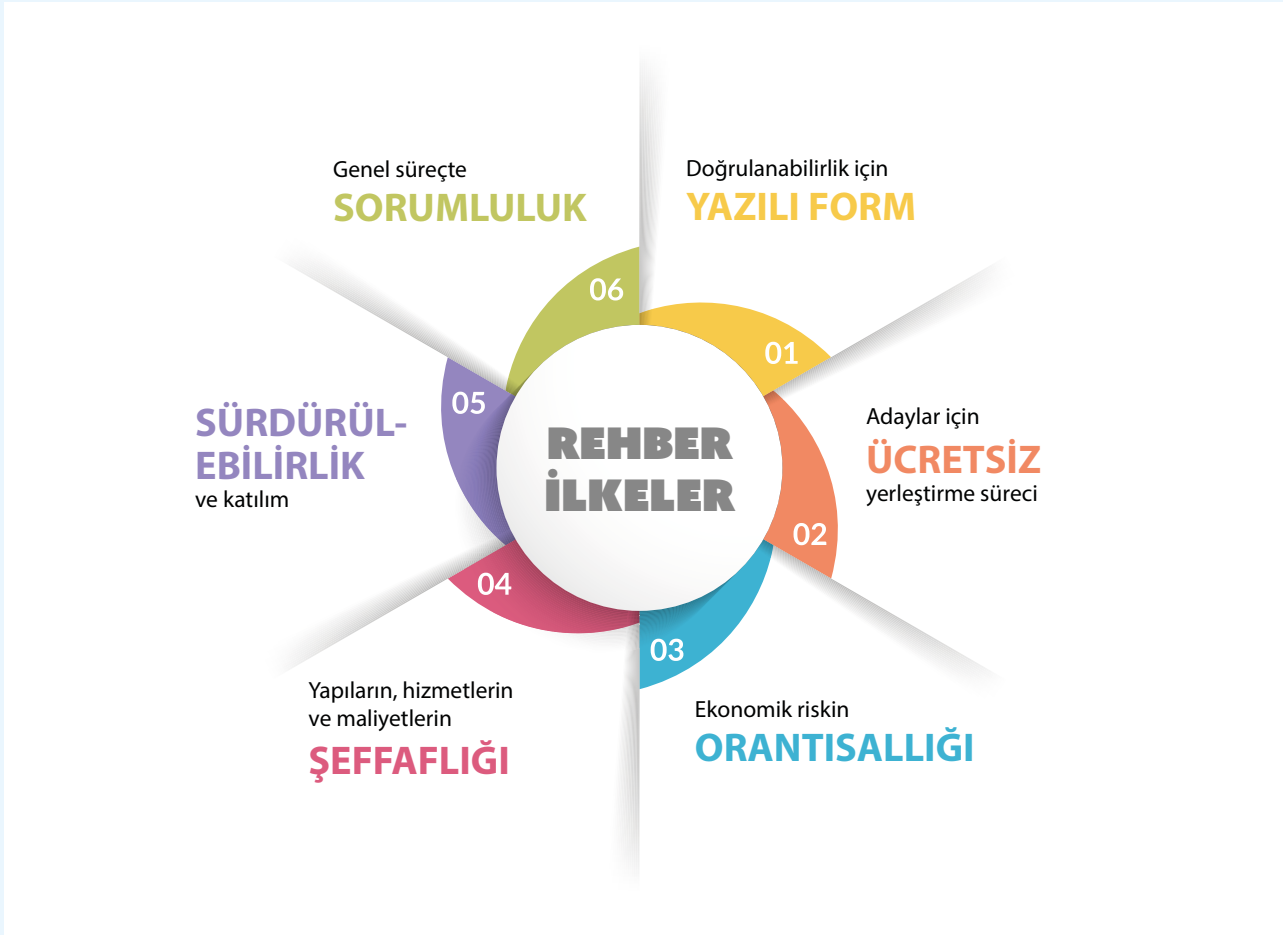 REHBER
İLKELER
01
Doğrulanabilirlik için
YAZILI FORM
02
Adaylar için
ÜCRETSİZ
yerleştirme süreci
03
Ekonomik riskin
ORANTISALLIĞI
04
Yapıların, hizmetlerin
ve maliyetlerin
ŞEFFAFLIĞI
05
SÜRDÜRÜL-
EBİLİRLİK
ve katılım
06
Genel süreçte
SORUMLULUK